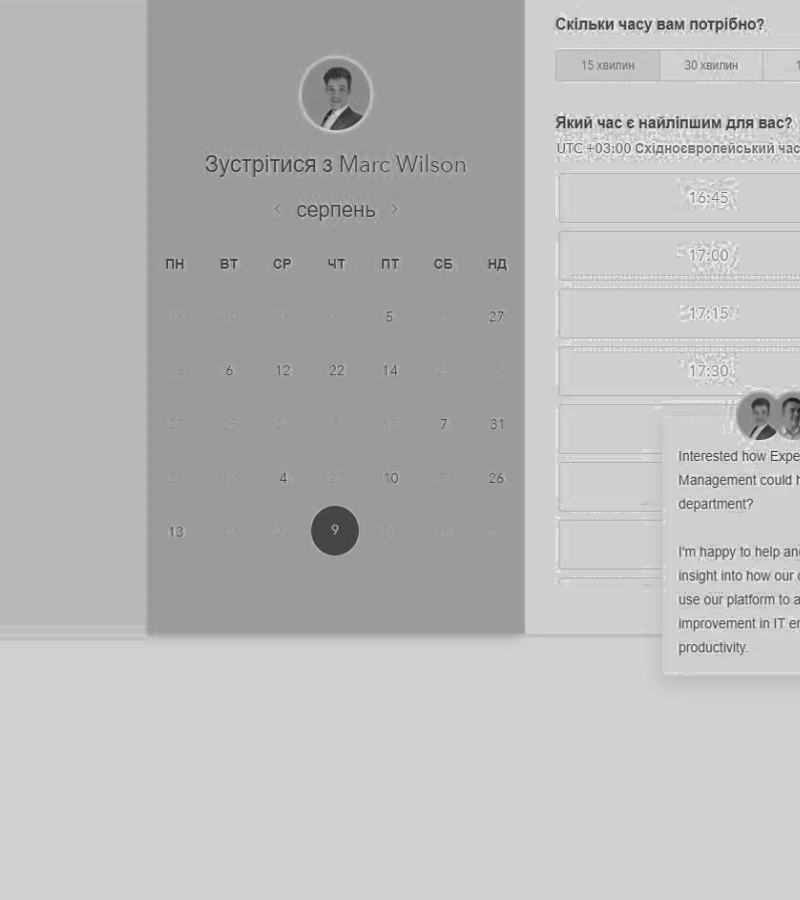 Зустрітися з Marc Wilson
< серпень >
ПН ВТ СР ЧТ ПТ СБ НД
16 10 16 6 5 21 27
16 6 12 22 14 25 8
27 25 27 5 18 7 31
21 12 4 27 10 5 26
13 12 27 9 20 18 28
Скільки часу вам потрібно?
15 хвилин 30 хвилин 1
Який час є найліпшим для вас?
UTC +03:00 Східноєвропейський час
16:45
17:00
17:15
17:30
Interested how Expe
Management could h
department?
I'm happy to help an
insight into how our
use our platform to a
improvement in IT e
productivity.